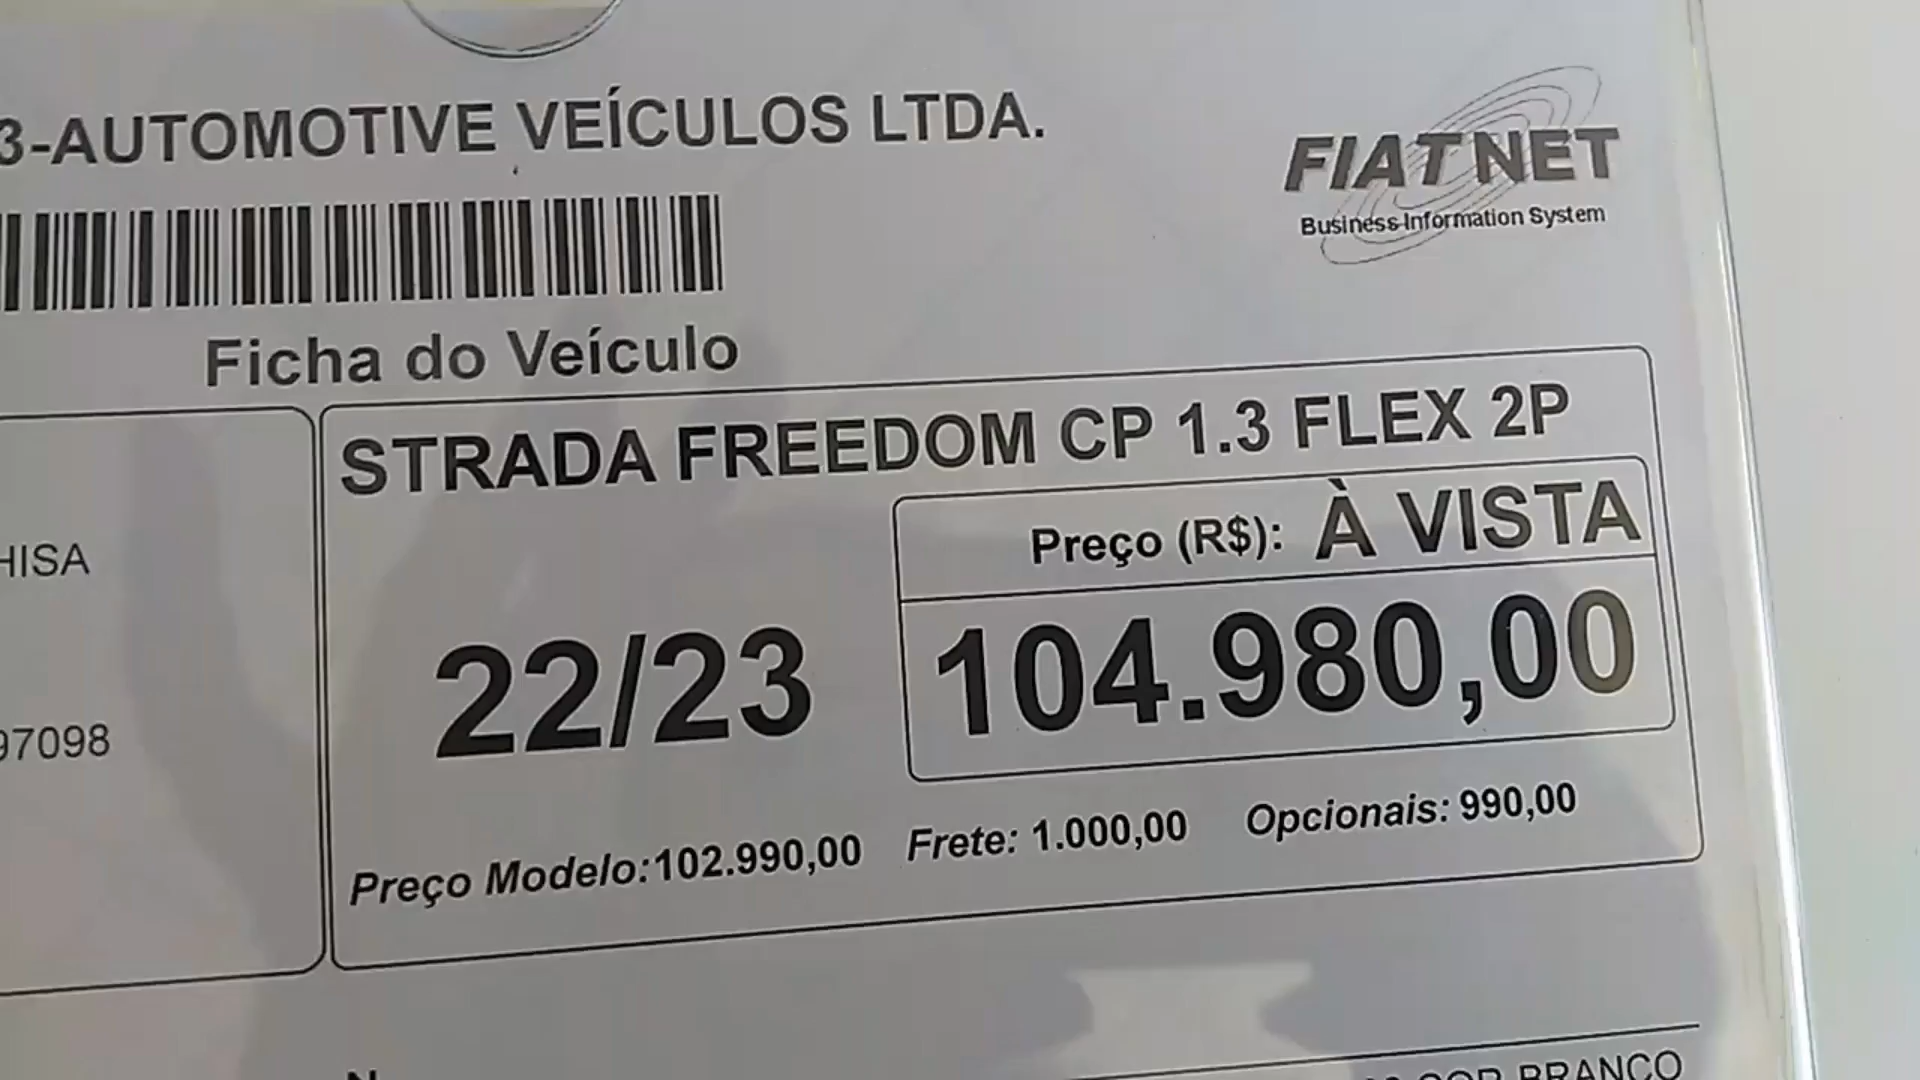 3-AUTOMOTIVE VEÍCULOS LTDA.
FIAT NET
Business Information System
Ficha do Veículo
STRADA FREEDOM CP 1.3 FLEX 2P
Preço (R$): À VISTA
HISA
22/23
104.980,00
97098
Preço Modelo:102.990,00 Frete: 1.000,00 Opcionais: 990,00
COR BRANCO